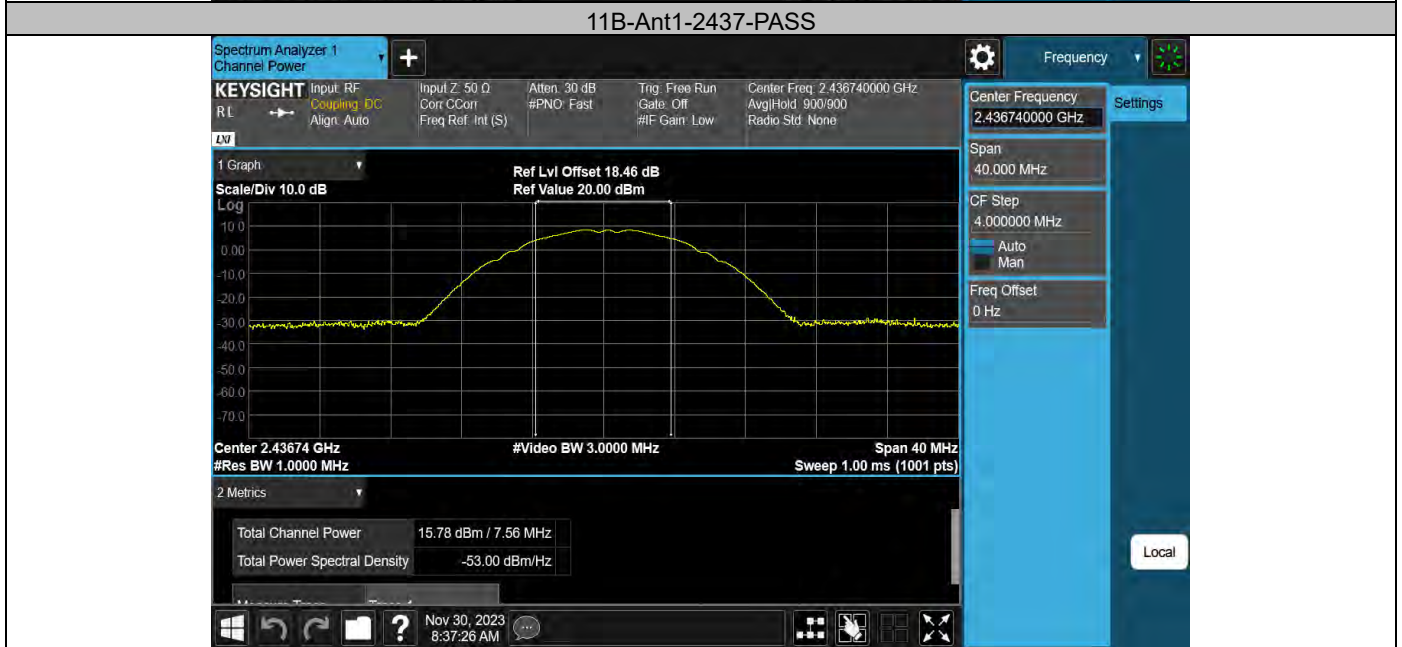 11B-Ant1-2437-PASS
Spectrum Analyzer 1
Channel Power
+
Frequency
KEYSIGHT
RL
LXI
Input: RF
Coupling: DC
Align: Auto
Input Z: 50 Ω
Corr CCorr
Freq Ref: Int (S)
Atten: 30 dB
#PNO: Fast
Trig: Free Run
Gate: Off
#IF Gain: Low
Center Freq: 2.436740000 GHz
Avg|Hold: 900/900
Radio Std: None
Center Frequency
2.436740000 GHz
Settings
Span
40.000 MHz
CF Step
4.000000 MHz
Auto
Man
Freq Offset
0 Hz
1 Graph
Scale/Div 10.0 dB
Ref Lvl Offset 18.46 dB
Ref Value 20.00 dBm
Log
10.0
0.00
-10.0
-20.0
-30.0
-40.0
-50.0
-60.0
-70.0
Center 2.43674 GHz
#Video BW 3.0000 MHz
Span 40 MHz
#Res BW 1.0000 MHz
Sweep 1.00 ms (1001 pts)
2 Metrics
Total Channel Power 15.78 dBm / 7.56 MHz
Total Power Spectral Density -53.00 dBm/Hz
Local
?
Nov 30, 2023
8:37:26 AM